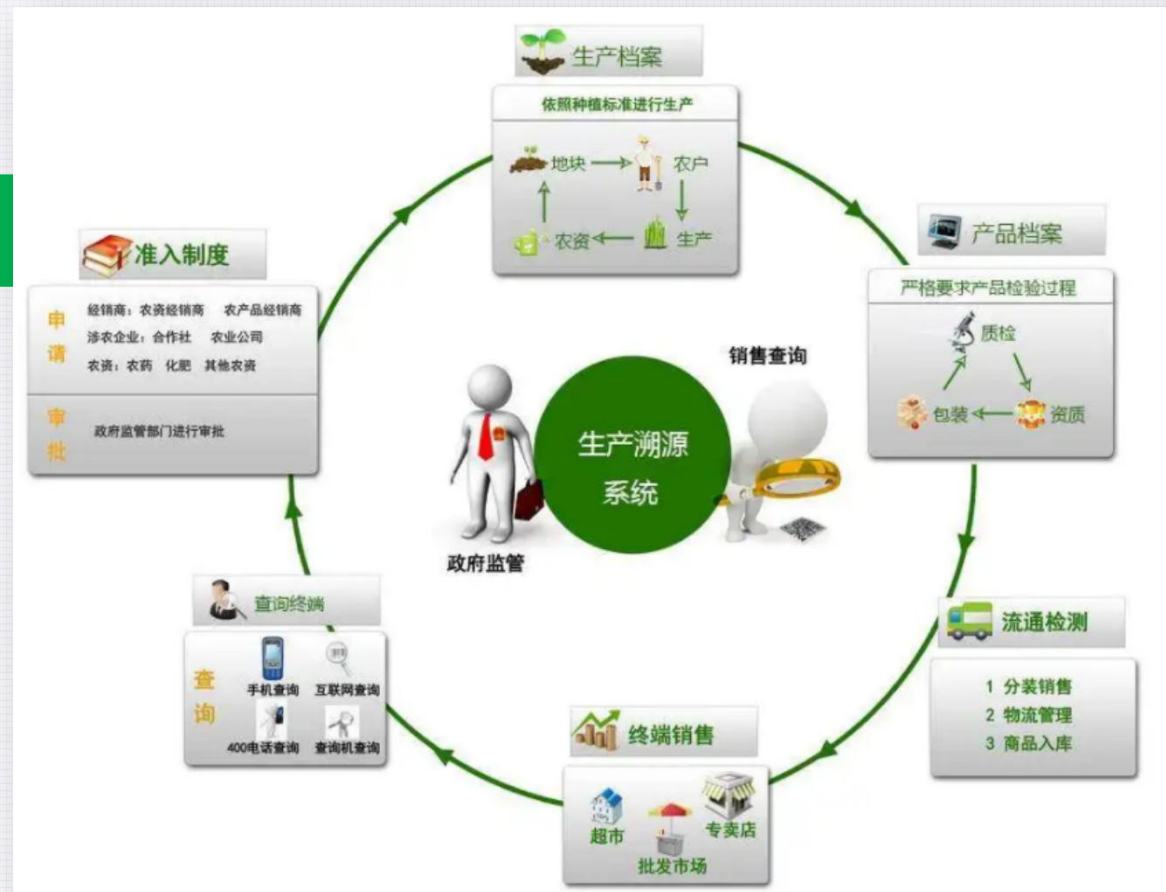 生产档案
依照种植标准进行生产
地块
农户
农资
生产
准入制度
申请
经销商：农资经销商 农产品经销商
涉农企业：合作社 农业公司
农资：农药 化肥 其他农资
审批
政府监管部门进行审批
产品档案
严格要求产品检验过程
质检
包装
资质
销售查询
生产溯源
系统
政府监管
查询终端
查询
手机查询 互联网查询
400电话查询 查询机查询
流通检测
1 分装销售
2 物流管理
3 商品入库
终端销售
超市
专卖店
批发市场